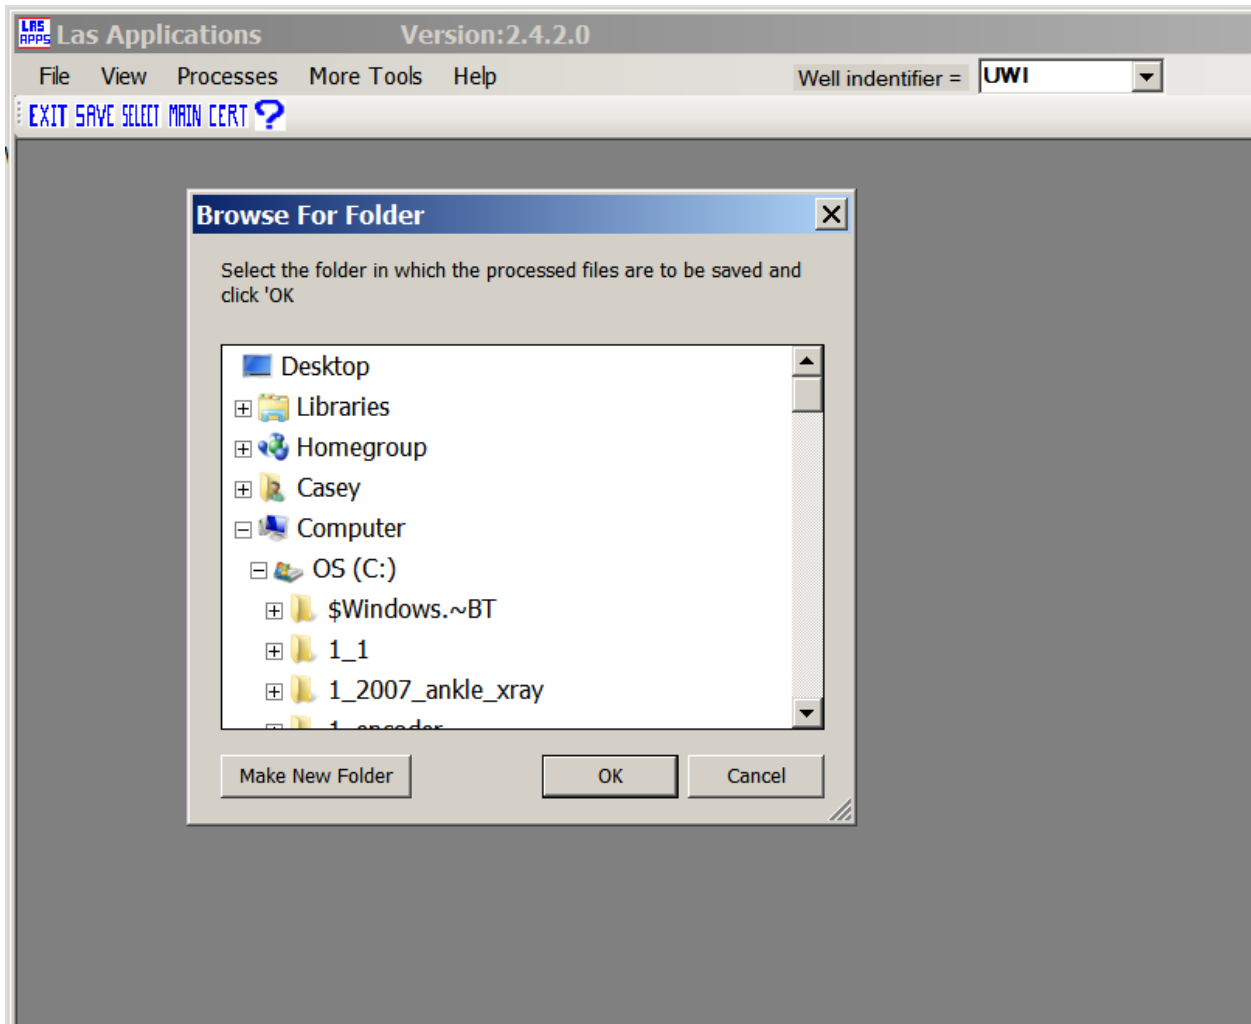 LAS APPS Las Applications Version:2.4.2.0
File View Processes More Tools Help Well indentifier = UWI
EXIT SAVE SELECT MAIN CERT ?
Browse For Folder
Select the folder in which the processed files are to be saved and
click 'OK
Desktop
Libraries
Homegroup
Casey
Computer
OS (C:)
$Windows.~BT
1_1
1_2007_ankle_xray
1_encoder
Make New Folder OK Cancel